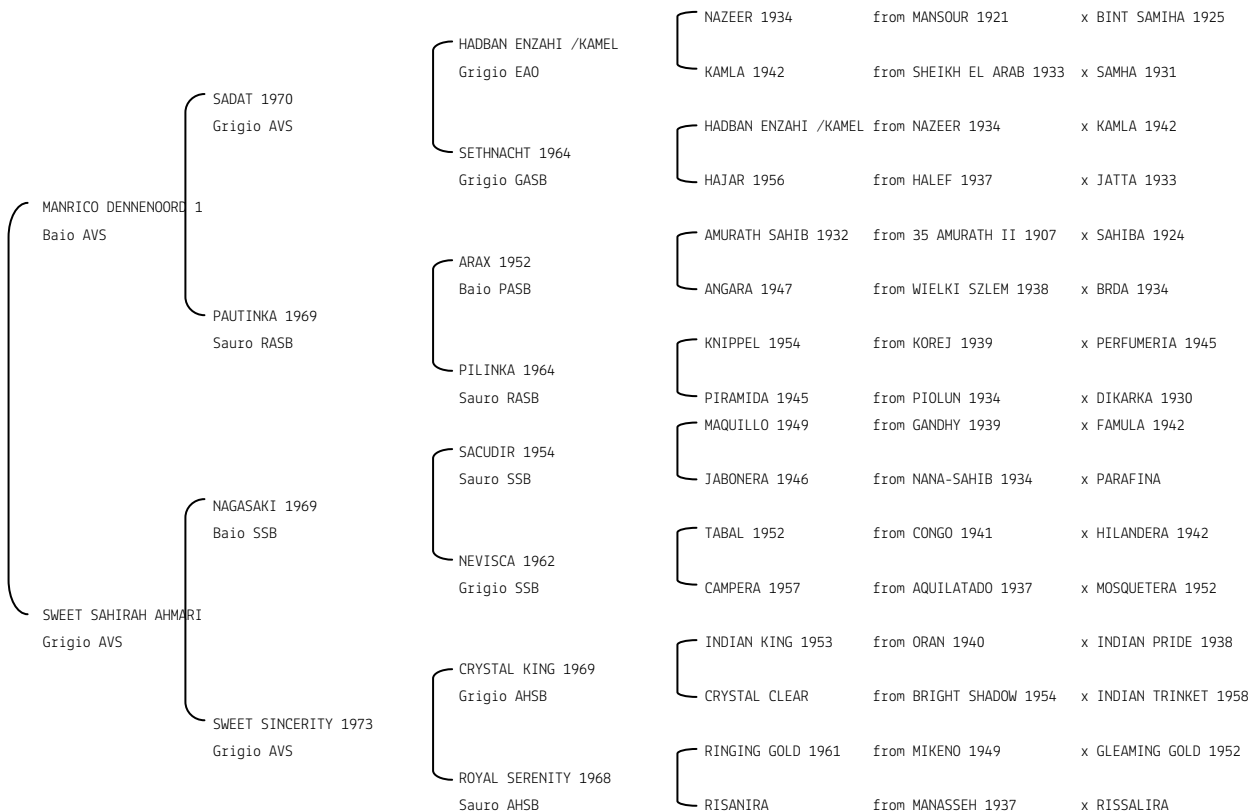 NAZEER 1934 from MANSOUR 1921 x BINT SAMIHA 1925
HADBAN ENZAHI /KAMEL
Grigio EAO
KAMLA 1942 from SHEIKH EL ARAB 1933 x SAMHA 1931
SADAT 1970
Grigio AVS
HADBAN ENZAHI /KAMEL from NAZEER 1934 x KAMLA 1942
SETHNACHT 1964
Grigio GASB
HAJAR 1956 from HALEF 1937 x JATTA 1933
MANRICO DENNENOORD 1
Baio AVS
AMURATH SAHIB 1932 from 35 AMURATH II 1907 x SAHIBA 1924
ARAX 1952
Baio PASB
ANGARA 1947 from WIELKI SZLEM 1938 x BRDA 1934
PAUTINKA 1969
Sauro RASB
KNIPPEL 1954 from KOREJ 1939 x PERFUMERIA 1945
PILINKA 1964
Sauro RASB
PIRAMIDA 1945 from PIOLUN 1934 x DIKARKA 1930
MAQUILLO 1949 from GANDHY 1939 x FAMULA 1942
SACUDIR 1954
Sauro SSB
JABONERA 1946 from NANA-SAHIB 1934 x PARAFINA
NAGASAKI 1969
Baio SSB
TABAL 1952 from CONGO 1941 x HILANDERA 1942
NEVISCA 1962
Grigio SSB
CAMPERA 1957 from AQUILATADO 1937 x MOSQUETERA 1952
SWEET SAHIRAH AHMARI
Grigio AVS
INDIAN KING 1953 from ORAN 1940 x INDIAN PRIDE 1938
CRYSTAL KING 1969
Grigio AHSB
CRYSTAL CLEAR from BRIGHT SHADOW 1954 x INDIAN TRINKET 1958
SWEET SINCERITY 1973
Grigio AVS
RINGING GOLD 1961 from MIKENO 1949 x GLEAMING GOLD 1952
ROYAL SERENITY 1968
Sauro AHSB
RISANIRA from MANASSEH 1937 x RISSALIRA